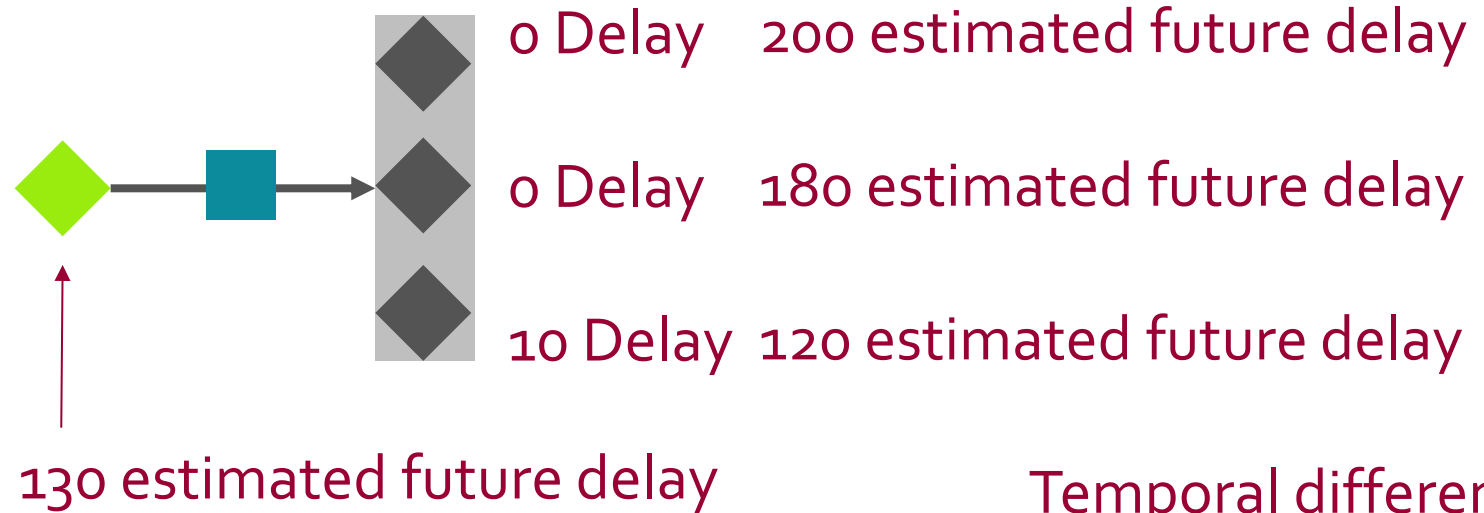 0 Delay 200 estimated future delay
0 Delay 180 estimated future delay
10 Delay 120 estimated future delay
130 estimated future delay
Temporal